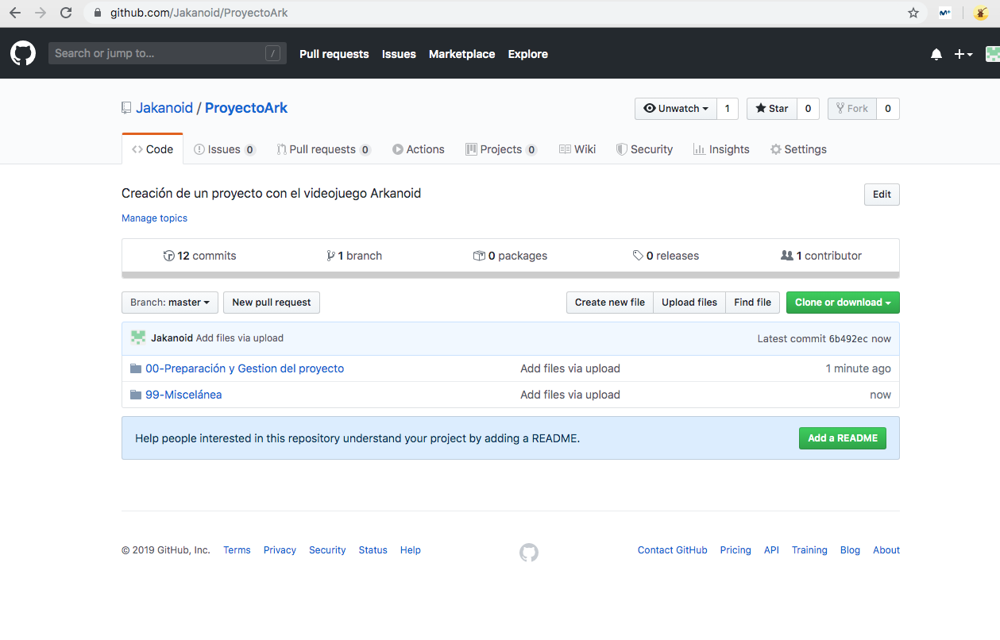 github.com/Jakanoid/ProyectoArk
Search or jump to... / Pull requests Issues Marketplace Explore
Jakanoid / ProyectoArk Unwatch 1 Star 0 Fork 0
Code Issues 0 Pull requests 0 Actions Projects 0 Wiki Security Insights Settings
Creación de un proyecto con el videojuego Arkanoid Edit
Manage topics
12 commits 1 branch 0 packages 0 releases 1 contributor
Branch: master New pull request Create new file Upload files Find file Clone or download
Jakanoid Add files via upload Latest commit 6b492ec now
00-Preparación y Gestion del proyecto Add files via upload 1 minute ago
99-Miscelánea Add files via upload now
Help people interested in this repository understand your project by adding a README. Add a README
© 2019 GitHub, Inc. Terms Privacy Security Status Help Contact GitHub Pricing API Training Blog About